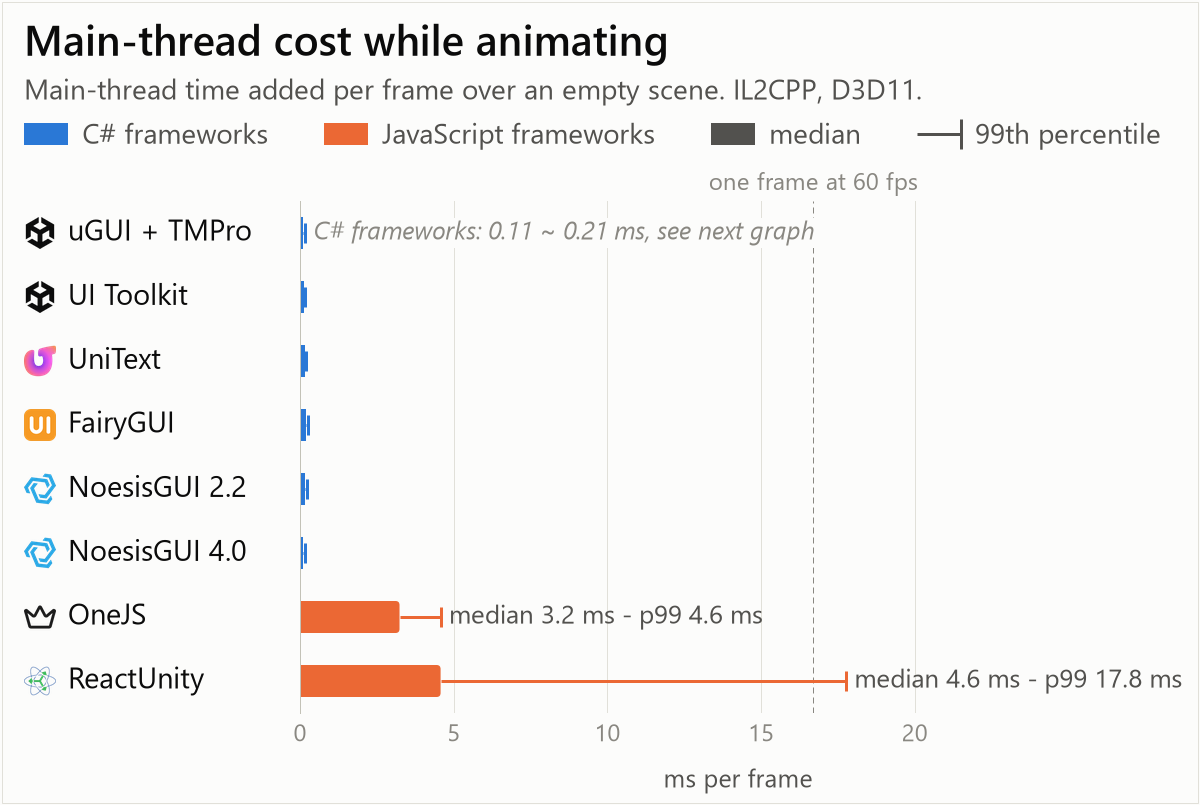 Main-thread cost while animating
Main-thread time added per frame over an empty scene. IL2CPP, D3D11.
C# frameworks JavaScript frameworks median 99th percentile
one frame at 60 fps
uGUI + TMPro C# frameworks: 0.11 ~ 0.21 ms, see next graph
UI Toolkit
UniText
UI FairyGUI
NoesisGUI 2.2
NoesisGUI 4.0
OneJS median 3.2 ms - p99 4.6 ms
ReactUnity median 4.6 ms - p99 17.8 ms
0 5 10 15 20
ms per frame